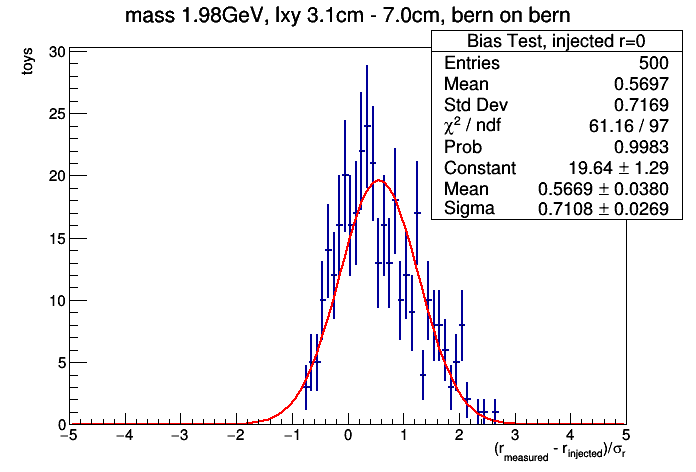 mass 1.98GeV, lxy 3.1cm - 7.0cm, bern on bern
Bias Test, injected r=0
Entries 500
Mean 0.5697
Std Dev 0.7169
χ² / ndf 61.16 / 97
Prob 0.9983
Constant 19.64 ± 1.29
Mean 0.5669 ± 0.0380
Sigma 0.7108 ± 0.0269
toys
30
25
20
15
10
5
0
−5 −4 −3 −2 −1 0 1 2 3 4 5
(r_measured - r_injected)/σ_r